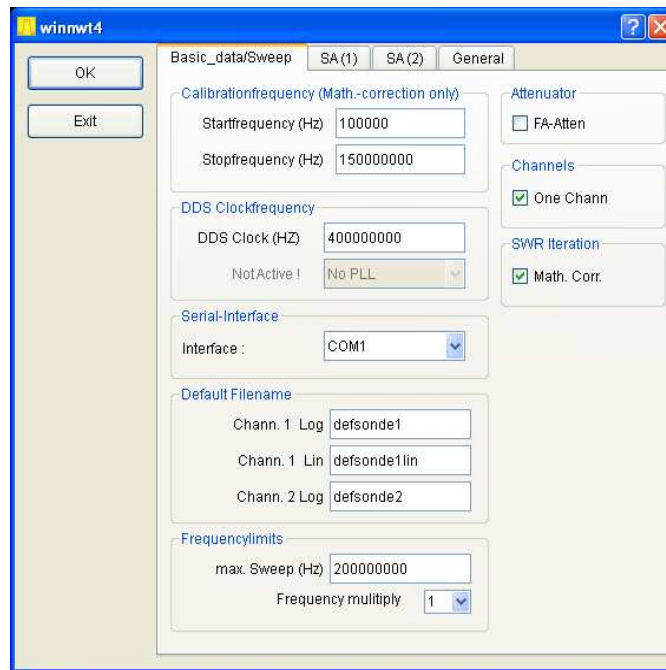 winnwt4
OK
Exit
Basic_data/Sweep SA(1) SA(2) General
Calibrationfrequency (Math.-correction only)
Startfrequency (Hz) 100000
Stopfrequency (Hz) 150000000
DDS Clockfrequency
DDS Clock (HZ) 400000000
Not Active ! No PLL
Serial-Interface
Interface : COM1
Default Filename
Chann. 1 Log defsonde1
Chann. 1 Lin defsonde1lin
Chann. 2 Log defsonde2
Frequencylimits
max. Sweep (Hz) 200000000
Frequency mulitiply 1
Attenuator
FA-Atten
Channels
One Chann
SWR Iteration
Math. Corr.